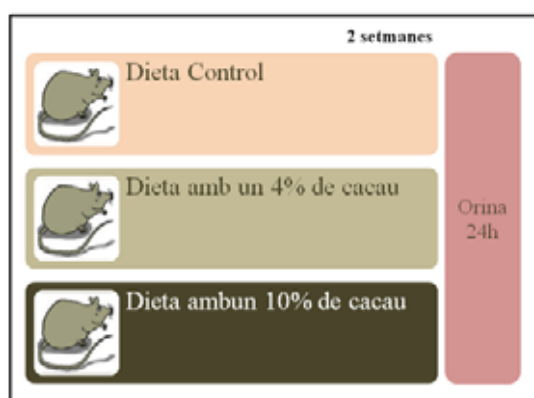 2 setmanes
Dieta Control
Dieta amb un 4% de cacau
Dieta ambun 10% de cacau
Orina
24h